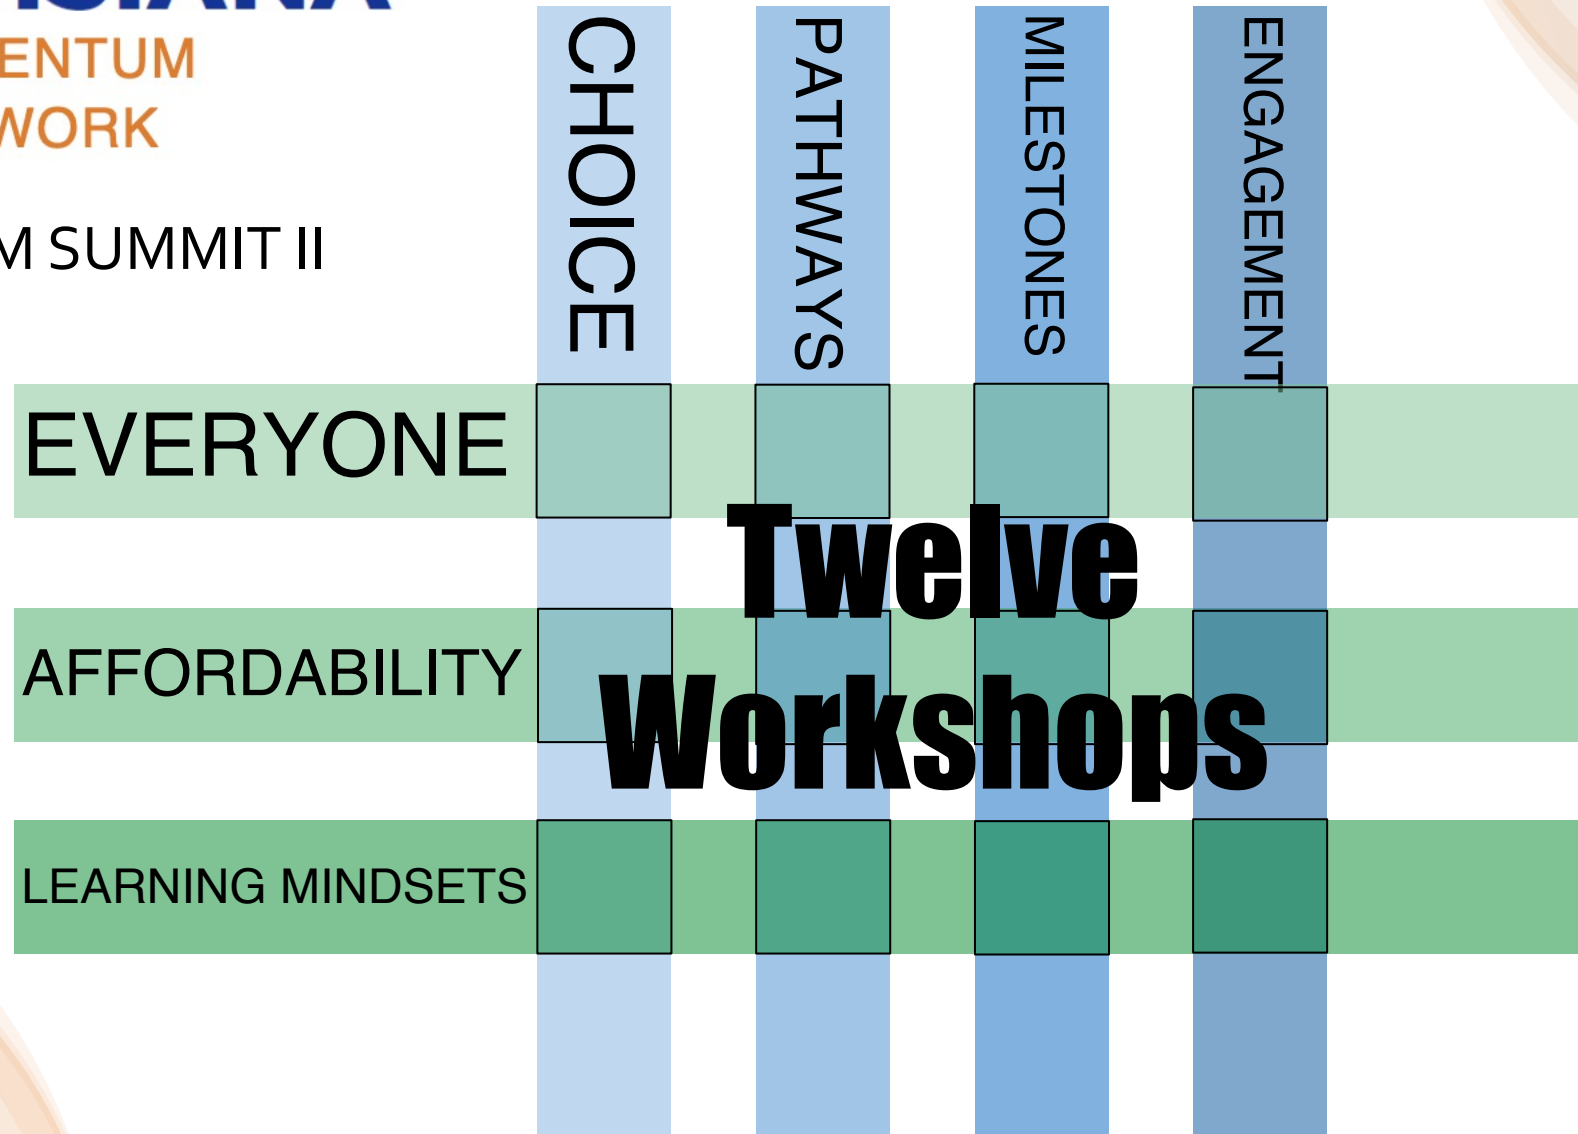 ENTUM
WORK
M SUMMIT II
CHOICE
PATHWAYS
MILESTONES
ENGAGEMENT
EVERYONE
Twelve
AFFORDABILITY
Workshops
LEARNING MINDSETS